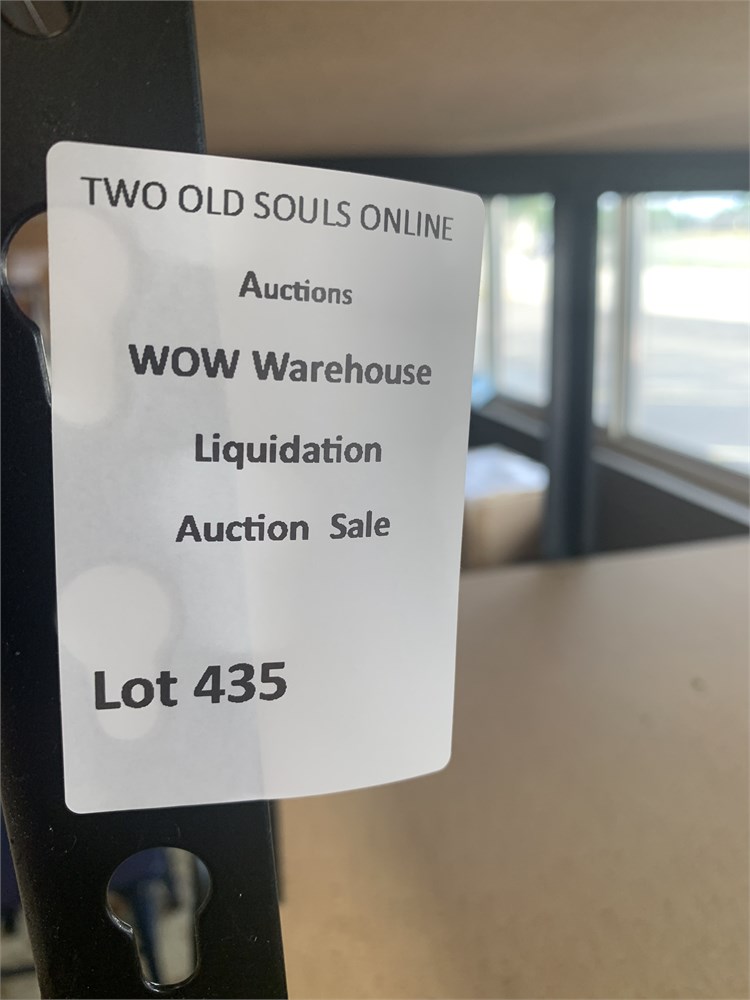 TWO OLD SOULS ONLINE
Auctions
WOW Warehouse
Liquidation
Auction Sale
Lot 435